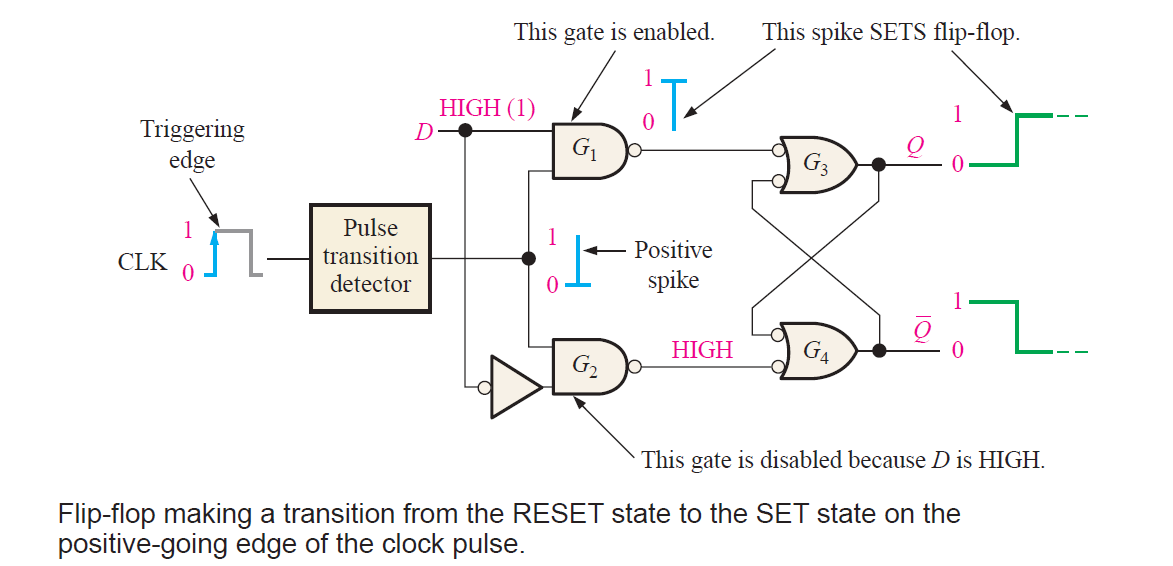 This gate is enabled.
This spike SETS flip-flop.
1
0
HIGH (1)
D
Triggering
edge
G1
G3
Q
1
0
1
CLK
0
Pulse
transition
detector
1
0
Positive
spike
G2
HIGH
G4
Q̅
1
0
This gate is disabled because D is HIGH.
Flip-flop making a transition from the RESET state to the SET state on the
positive-going edge of the clock pulse.